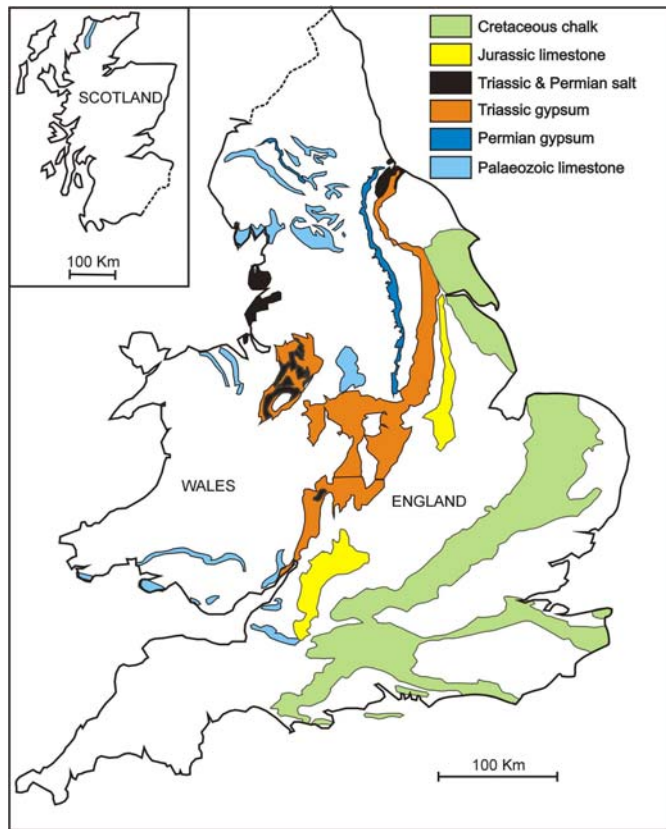 SCOTLAND
100 Km
Cretaceous chalk
Jurassic limestone
Triassic & Permian salt
Triassic gypsum
Permian gypsum
Palaeozoic limestone
WALES
ENGLAND
100 Km